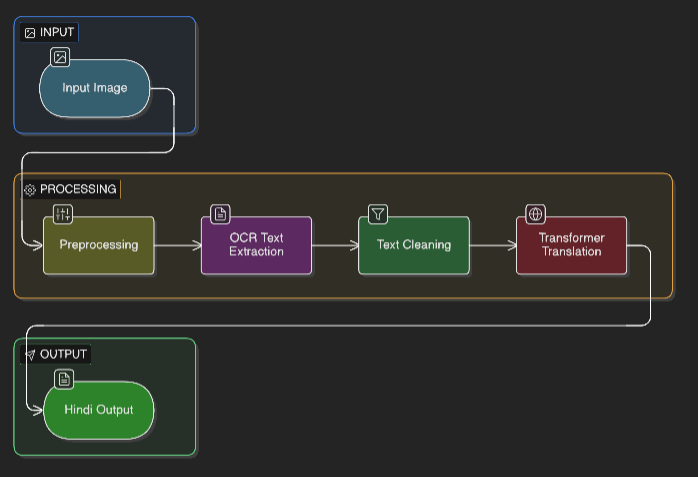 INPUT
Input Image
PROCESSING
Preprocessing
OCR Text
Extraction
Text Cleaning
Transformer
Translation
OUTPUT
Hindi Output